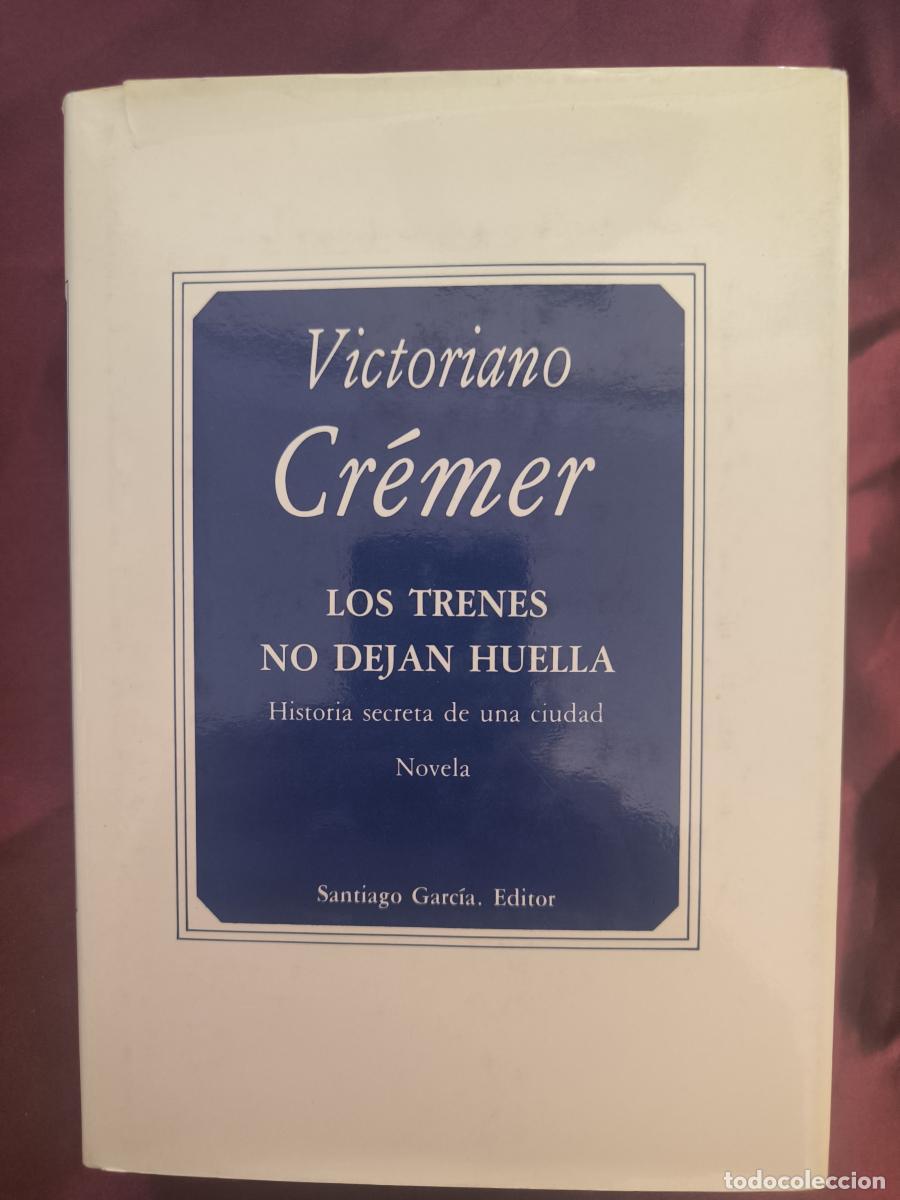 Victoriano
Crémer
LOS TRENES
NO DEJAN HUELLA
Historia secreta de una ciudad
Novela
Santiago García. Editor
todocoleccion